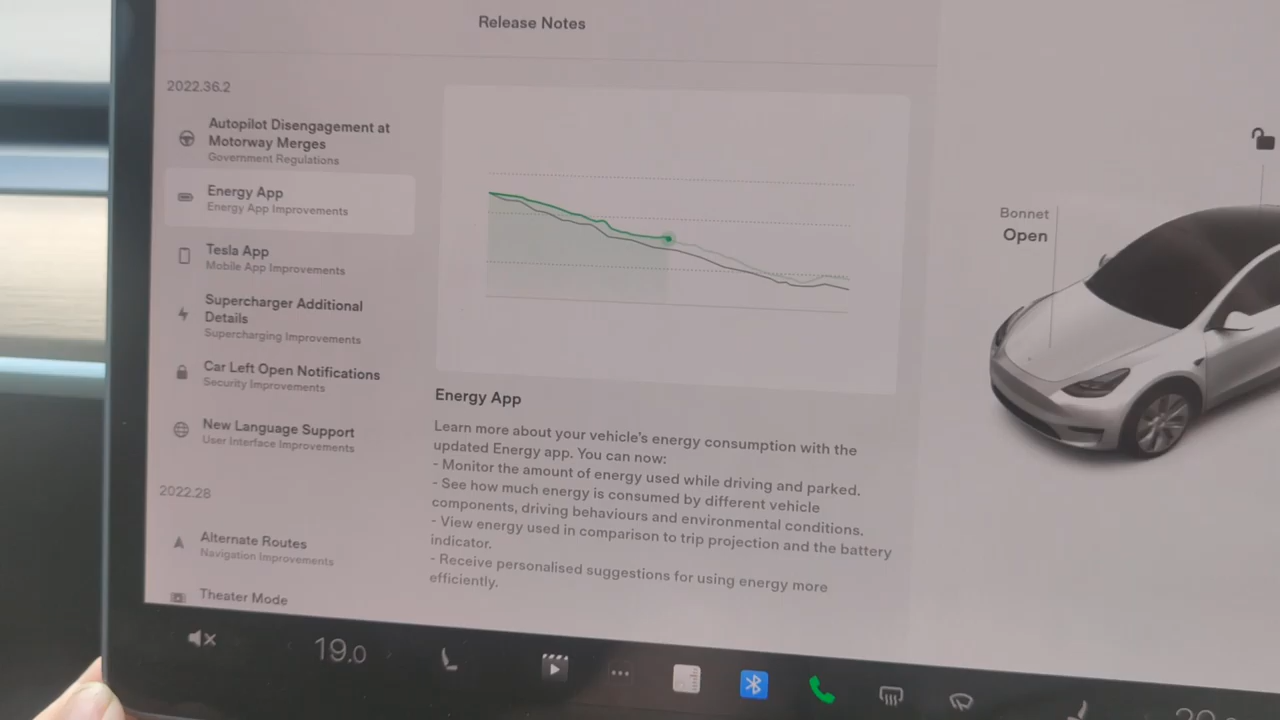 Release Notes
2022.36.2
Autopilot Disengagement at
Motorway Merges
Government Regulations
Energy App
Energy App Improvements
Tesla App
Mobile App Improvements
Supercharger Additional
Details
Supercharging Improvements
Car Left Open Notifications
Security Improvements
New Language Support
User Interface Improvements
2022.28
Alternate Routes
Navigation Improvements
Theater Mode
Energy App
Learn more about your vehicle's energy consumption with the
updated Energy app. You can now:
- Monitor the amount of energy used while driving and parked.
- See how much energy is consumed by different vehicle
components, driving behaviours and environmental conditions.
- View energy used in comparison to trip projection and the battery
indicator.
- Receive personalised suggestions for using energy more
efficiently.
Bonnet
Open
19.0